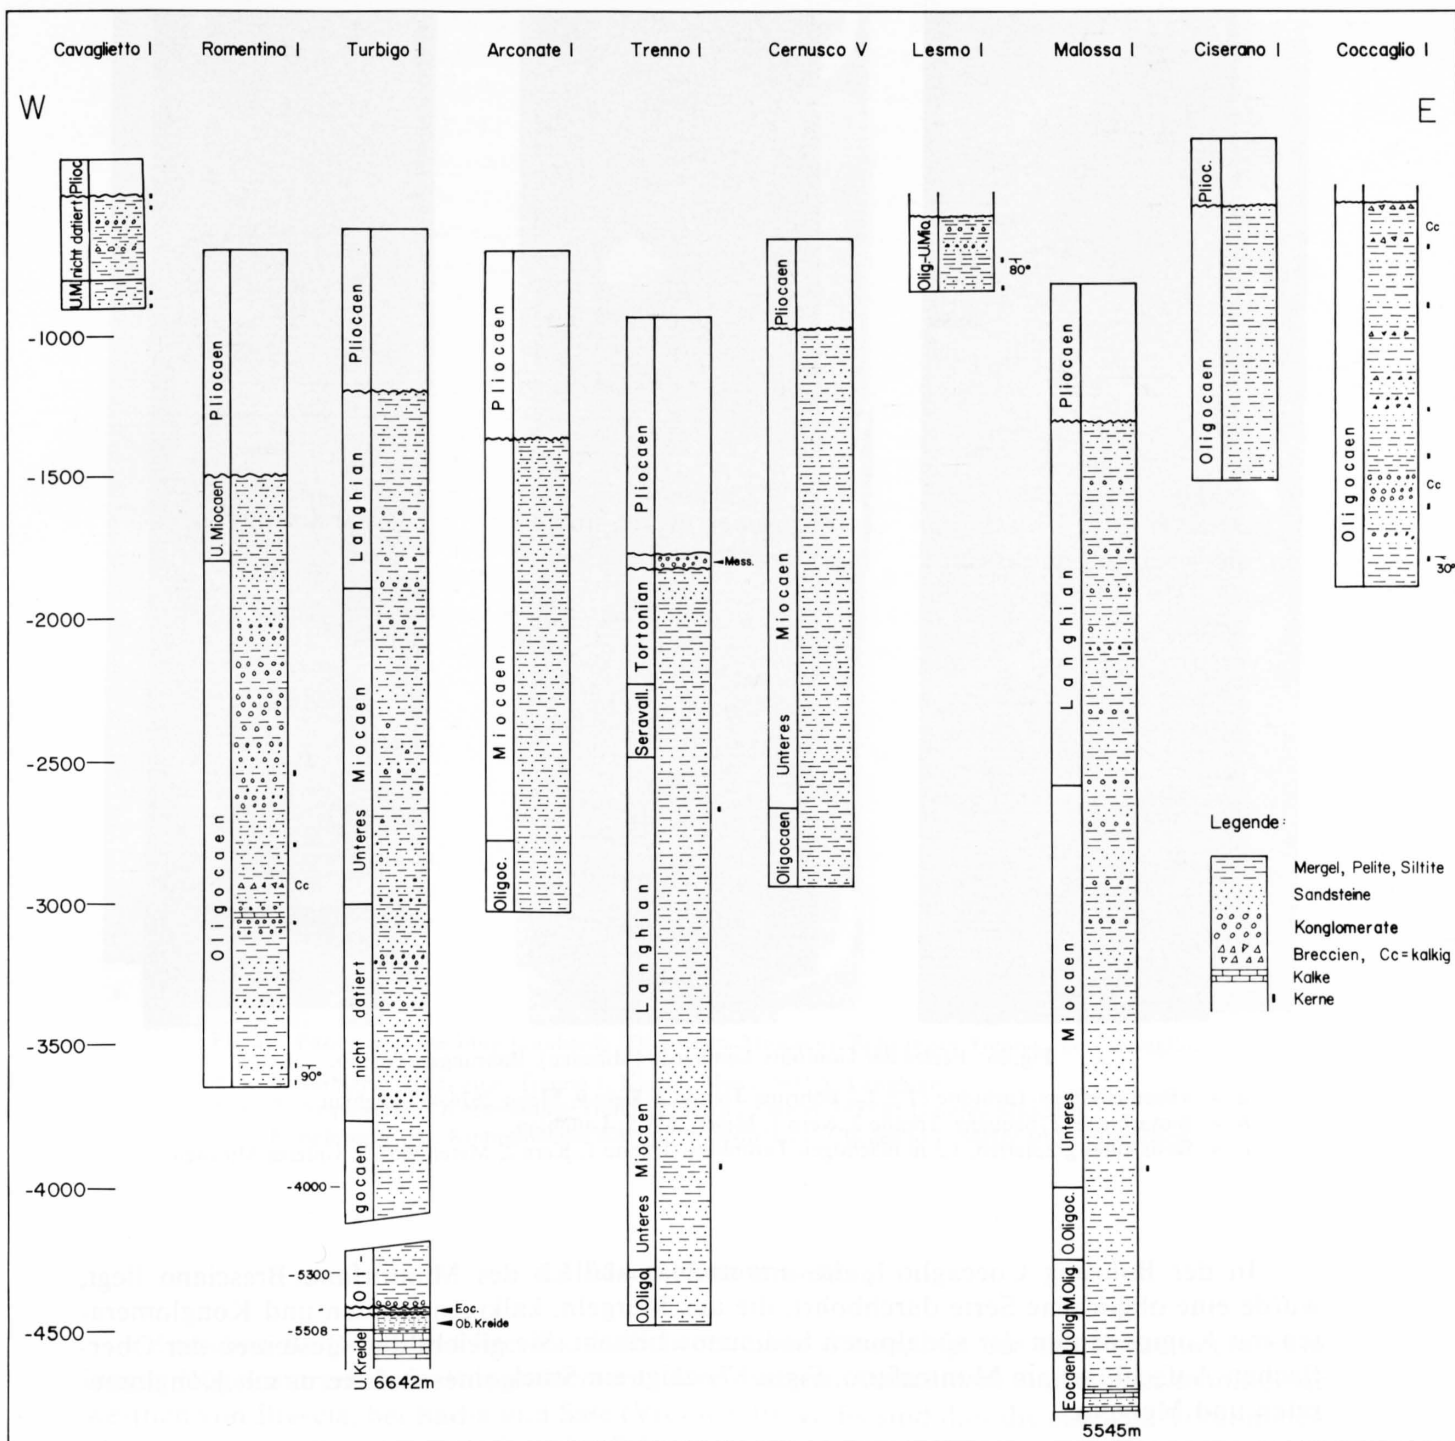 Cavaglietto I Romentino I Turbigo I Arconate I Trenno I Cernusco V Lesmo I Malossa I Ciserano I Coccaglio I
W
E
-1000
-1500
-2000
-2500
-3000
-3500
-4000
-4500
Plioc.
nicht datiert
U.M.
Pliocaen
U. Miocaen
Oligocaen
Cc
90°
Pliocaen
Langhian
Unteres Miocaen
nicht datiert
Oli-
gocaen
-4000
-5300
Eoc.
Ob. Kreide
-5508
U.Kreide
6642m
Pliocaen
Miocaen
Oligoc.
Pliocaen
Mess.
Tortonian
Seravall.
Langhian
Unteres Miocaen
O.Oligo.
Pliocaen
Unteres Miocaen
Oligocaen
Olig.-U.Mio.
80°
Pliocaen
Langhian
Unteres Miocaen
O.Oligoc.
M.Olig.
U.Olig.
Eocaen
5545m
Plioc.
Oligocaen
Oligocaen
Cc
Cc
30°
Legende:
Mergel, Pelite, Siltite
Sandsteine
Konglomerate
Breccien, Cc=kalkig
Kalke
Kerne